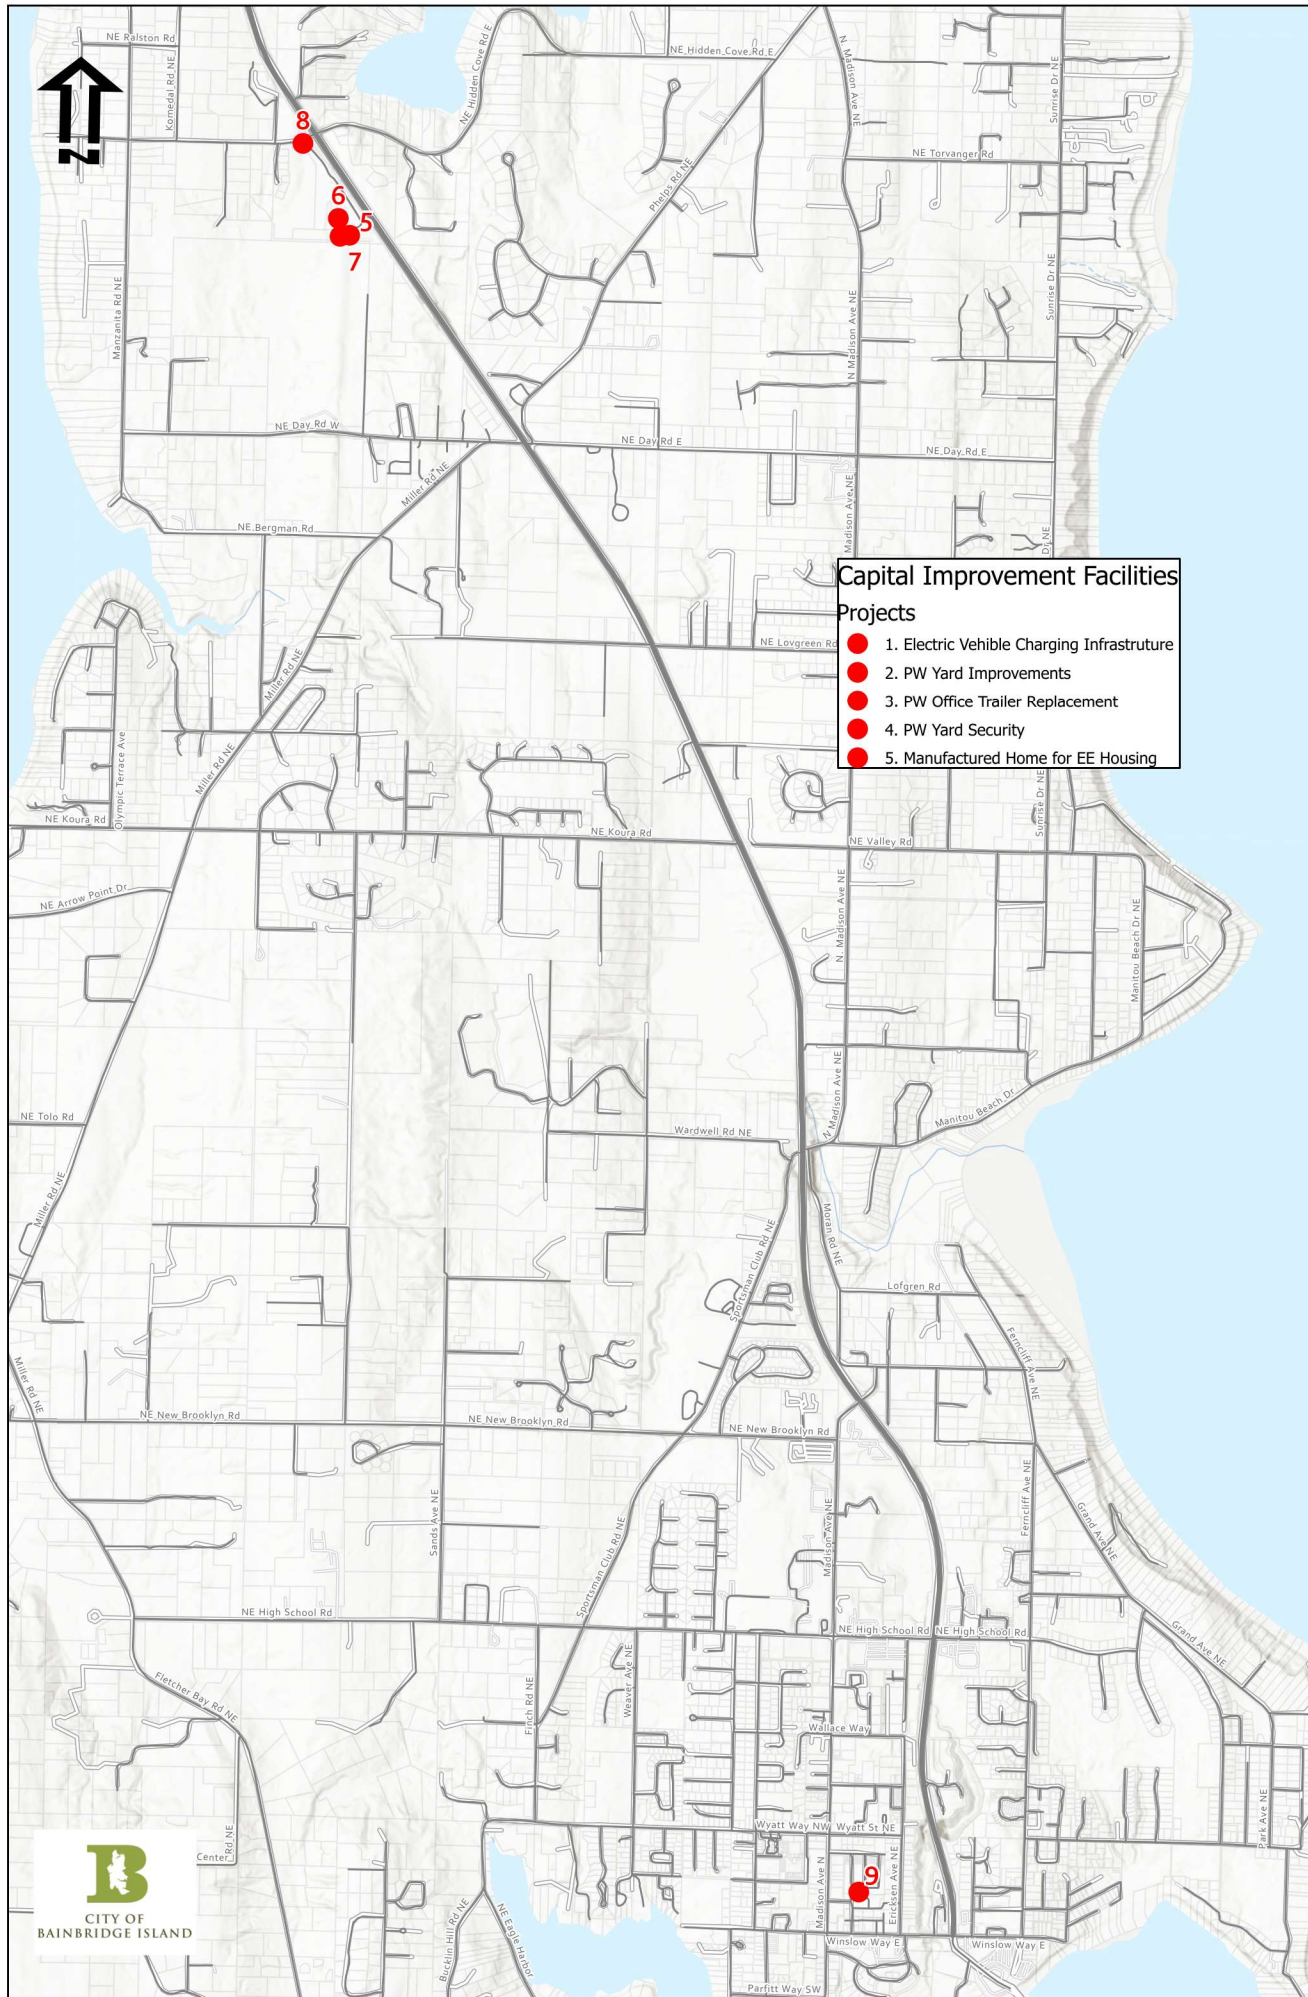 NE Ralston Rd
Komedal Rd NE
NE Hidden Cove Rd E
NE Hidden Cove Rd E
N. Madison Ave NE
Sunrise Dr NE
N
8
NE Torvanger Rd
Phelps Rd NE
6
5
7
Manzanita Rd NE
N Madison Ave NE
Sunrise Dr NE
NE Day Rd W
NE Day Rd E
NE Day Rd E
Miller Rd NE
Madison Ave NE
NE Bergman Rd
Dr NE
Capital Improvement Facilities
Projects
1. Electric Vehible Charging Infrastruture
2. PW Yard Improvements
3. PW Office Trailer Replacement
4. PW Yard Security
5. Manufactured Home for EE Housing
NE Lovgreen Rd
Miller Rd NE
Olympic Terrace Ave
Miller Rd NE
Sunrise Dr NE
NE Koura Rd
NE Koura Rd
NE Valley Rd
NE Arrow Point Dr
N. Madison Ave NE
Manitou Beach Dr NE
NE Tolo Rd
Wardwell Rd NE
N Madison Ave NE
Manitou Beach Dr
Miller Rd NE
Moran Rd NE
Sportsman Club Rd NE
Lofgren Rd
Ferncliff Ave NE
Miller Rd NE
NE New Brooklyn Rd
NE New Brooklyn Rd
NE New Brooklyn Rd
Sands Ave NE
Sportsman Club Rd NE
Madison Ave NE
Ferncliff Ave NE
Grand Ave NE
NE High School Rd
NE High School Rd
NE High School Rd
Grand Ave NE
Fletcher Bay Rd NE
Finch Rd NE
Weaver Ave NE
Wallace Way
Wyatt Way NW
Wyatt St NE
Park Ave NE
Center
Rd NE
B
CITY OF
BAINBRIDGE ISLAND
9
Madison Ave N
Ericksen Ave NE
Bucklin Hill Rd NE
NE Eagle Harbor
Winslow Way E
Winslow Way E
Parfitt Way SW